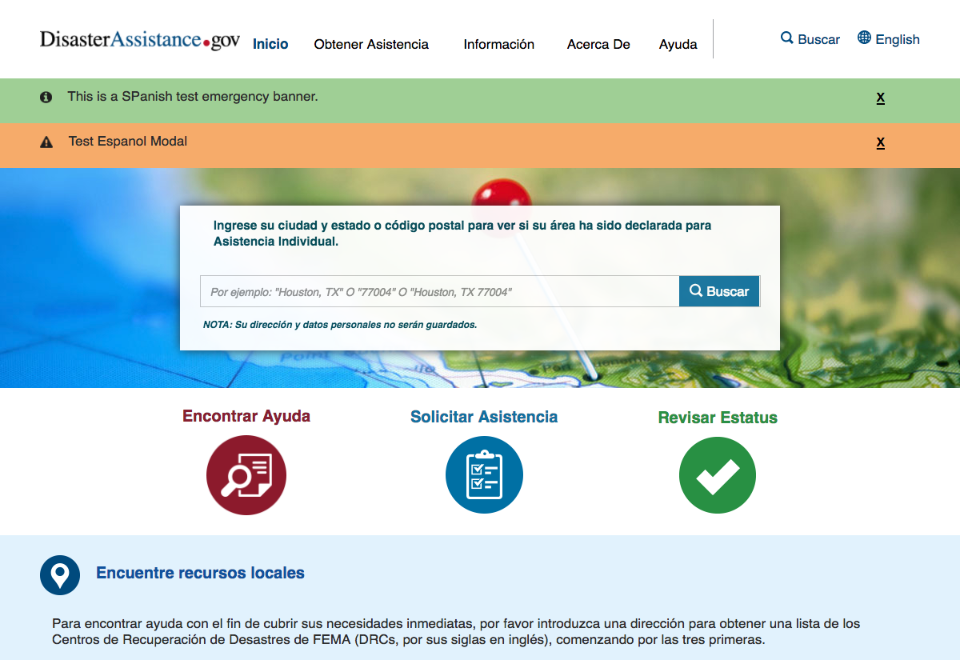 DisasterAssistance.gov
Inicio Obtener Asistencia Información Acerca De Ayuda Buscar English
This is a SPanish test emergency banner. X
Test Espanol Modal X
Ingrese su ciudad y estado o código postal para ver si su área ha sido declarada para
Asistencia Individual.
Por ejemplo: "Houston, TX" O "77004" O "Houston, TX 77004" Buscar
NOTA: Su dirección y datos personales no serán guardados.
Encontrar Ayuda Solicitar Asistencia Revisar Estatus
Encuentre recursos locales
Para encontrar ayuda con el fin de cubrir sus necesidades inmediatas, por favor introduzca una dirección para obtener una lista de los
Centros de Recuperación de Desastres de FEMA (DRCs, por sus siglas en inglés), comenzando por las tres primeras.